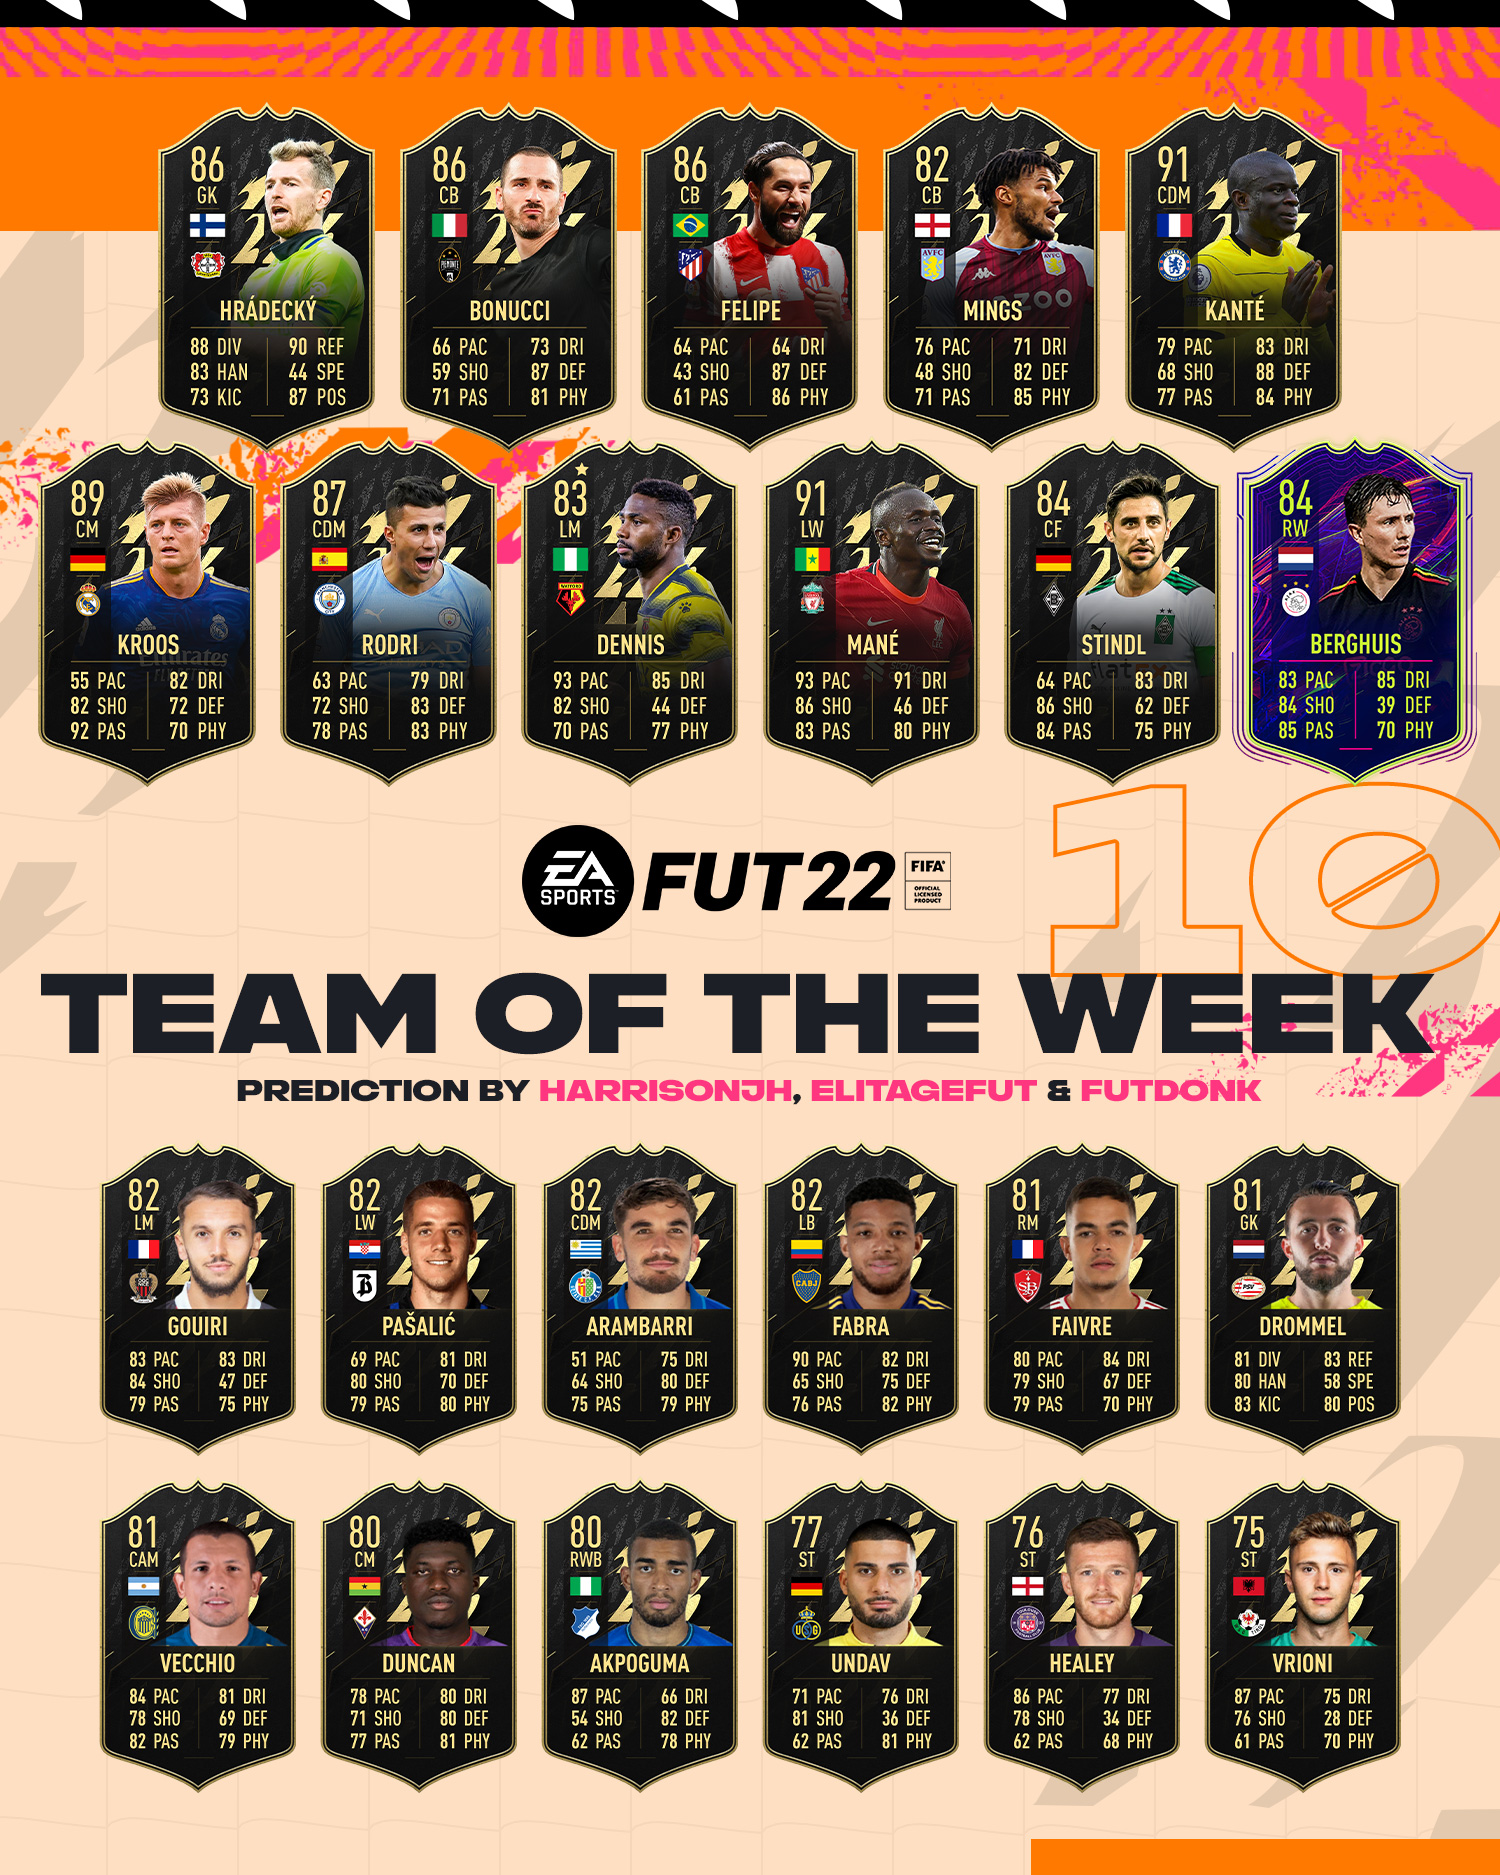 86 GK
HRÁDECKÝ
88 DIV 90 REF
83 HAN 44 SPE
73 KIC 87 POS
86 CB
BONUCCI
66 PAC 73 DRI
59 SHO 87 DEF
71 PAS 81 PHY
86 CB
FELIPE
64 PAC 64 DRI
43 SHO 87 DEF
61 PAS 86 PHY
82 CB
MINGS
76 PAC 71 DRI
48 SHO 82 DEF
71 PAS 85 PHY
91 CDM
KANTÉ
79 PAC 83 DRI
68 SHO 88 DEF
77 PAS 84 PHY
89 CM
KROOS
55 PAC 82 DRI
82 SHO 72 DEF
92 PAS 70 PHY
87 CDM
RODRI
63 PAC 79 DRI
72 SHO 83 DEF
78 PAS 83 PHY
83 LM
DENNIS
93 PAC 85 DRI
82 SHO 44 DEF
70 PAS 77 PHY
91 LW
MANÉ
93 PAC 91 DRI
86 SHO 46 DEF
83 PAS 80 PHY
84 CF
STINDL
64 PAC 83 DRI
86 SHO 62 DEF
84 PAS 75 PHY
84 RW
BERGHUIS
83 PAC 85 DRI
84 SHO 39 DEF
85 PAS 70 PHY
EA SPORTS FUT 22 FIFA OFFICIAL LICENSED PRODUCT
10
TEAM OF THE WEEK
PREDICTION BY HARRISONJH, ELITAGEFUT & FUTDONK
82 LM
GOUIRI
83 PAC 83 DRI
84 SHO 47 DEF
79 PAS 75 PHY
82 LW
PAŠALIĆ
69 PAC 81 DRI
80 SHO 70 DEF
79 PAS 80 PHY
82 CDM
ARAMBARRI
51 PAC 75 DRI
64 SHO 80 DEF
75 PAS 79 PHY
82 LB
FABRA
90 PAC 82 DRI
65 SHO 75 DEF
76 PAS 82 PHY
81 RM
FAIVRE
80 PAC 84 DRI
79 SHO 67 DEF
79 PAS 70 PHY
81 GK
DROMMEL
81 DIV 83 REF
80 HAN 58 SPE
83 KIC 80 POS
81 CAM
VECCHIO
84 PAC 81 DRI
78 SHO 69 DEF
82 PAS 79 PHY
80 CM
DUNCAN
78 PAC 80 DRI
71 SHO 80 DEF
77 PAS 81 PHY
80 RWB
AKPOGUMA
87 PAC 66 DRI
54 SHO 82 DEF
62 PAS 78 PHY
77 ST
UNDAV
71 PAC 76 DRI
81 SHO 36 DEF
62 PAS 81 PHY
76 ST
HEALEY
86 PAC 77 DRI
78 SHO 34 DEF
62 PAS 68 PHY
75 ST
VRIONI
87 PAC 75 DRI
76 SHO 28 DEF
61 PAS 70 PHY